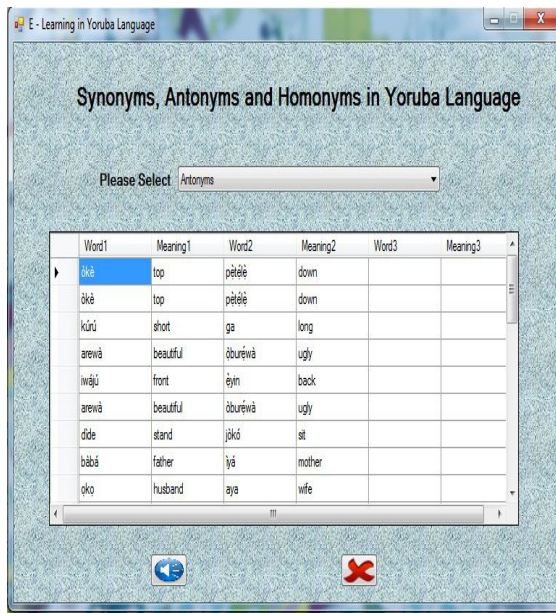 E - Learning in Yoruba Language
Synonyms, Antonyms and Homonyms in Yoruba Language
Please Select Antonyms
Word1 Meaning1 Word2 Meaning2 Word3 Meaning3
òkè top pẹ̀tẹ́lẹ̀ down
òkè top pẹ̀tẹ́lẹ̀ down
kúrú short ga long
arewà beautiful òburẹ́wà ugly
iwájú front ẹ̀yin back
arewà beautiful òburẹ́wà ugly
dìde stand jòkó sit
bàbá father ìyá mother
ọkọ husband aya wife